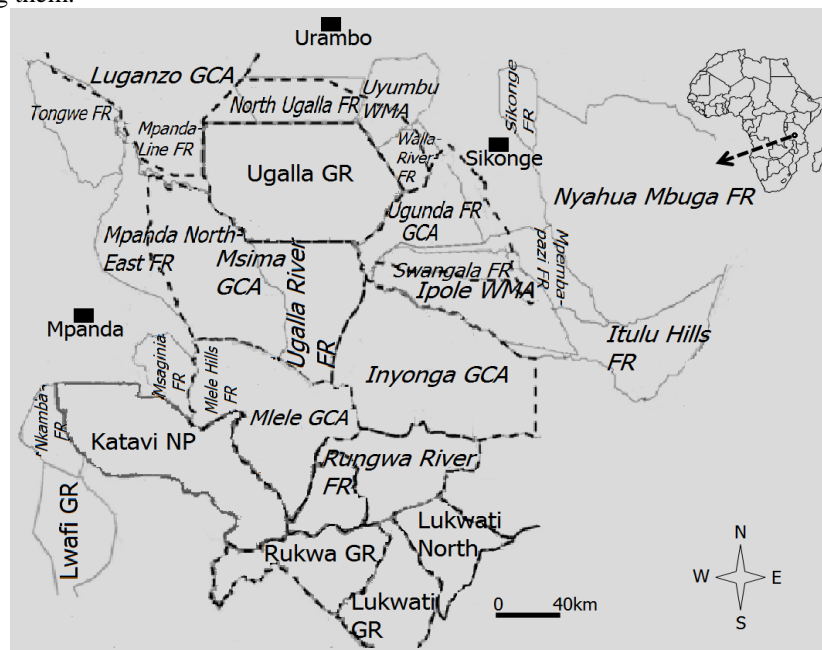 g them.
Urambo
Luganzo GCA
Tongwe FR
North Ugalla FR
Uyumbu
WMA
Sikonge
FR
Mpanda-
Line FR
Walla-
River-
FR
Sikonge
Ugalla GR
Nyahua Mbuga FR
Ugunda FR
GCA
Mpanda North-
East FR
Msima
GCA
Ugalla River
FR
Swangala FR
Ipole WMA
Mpemba-
pazi FR
Mpanda
Itulu Hills
FR
Msaginia
FR
Mlele Hills
FR
Inyonga GCA
Mlele GCA
Nkamba
FR
Katavi NP
Rungwa River
FR
Lwafi GR
Lukwati
North
Rukwa GR
Lukwati
GR
0 40km
N
W E
S